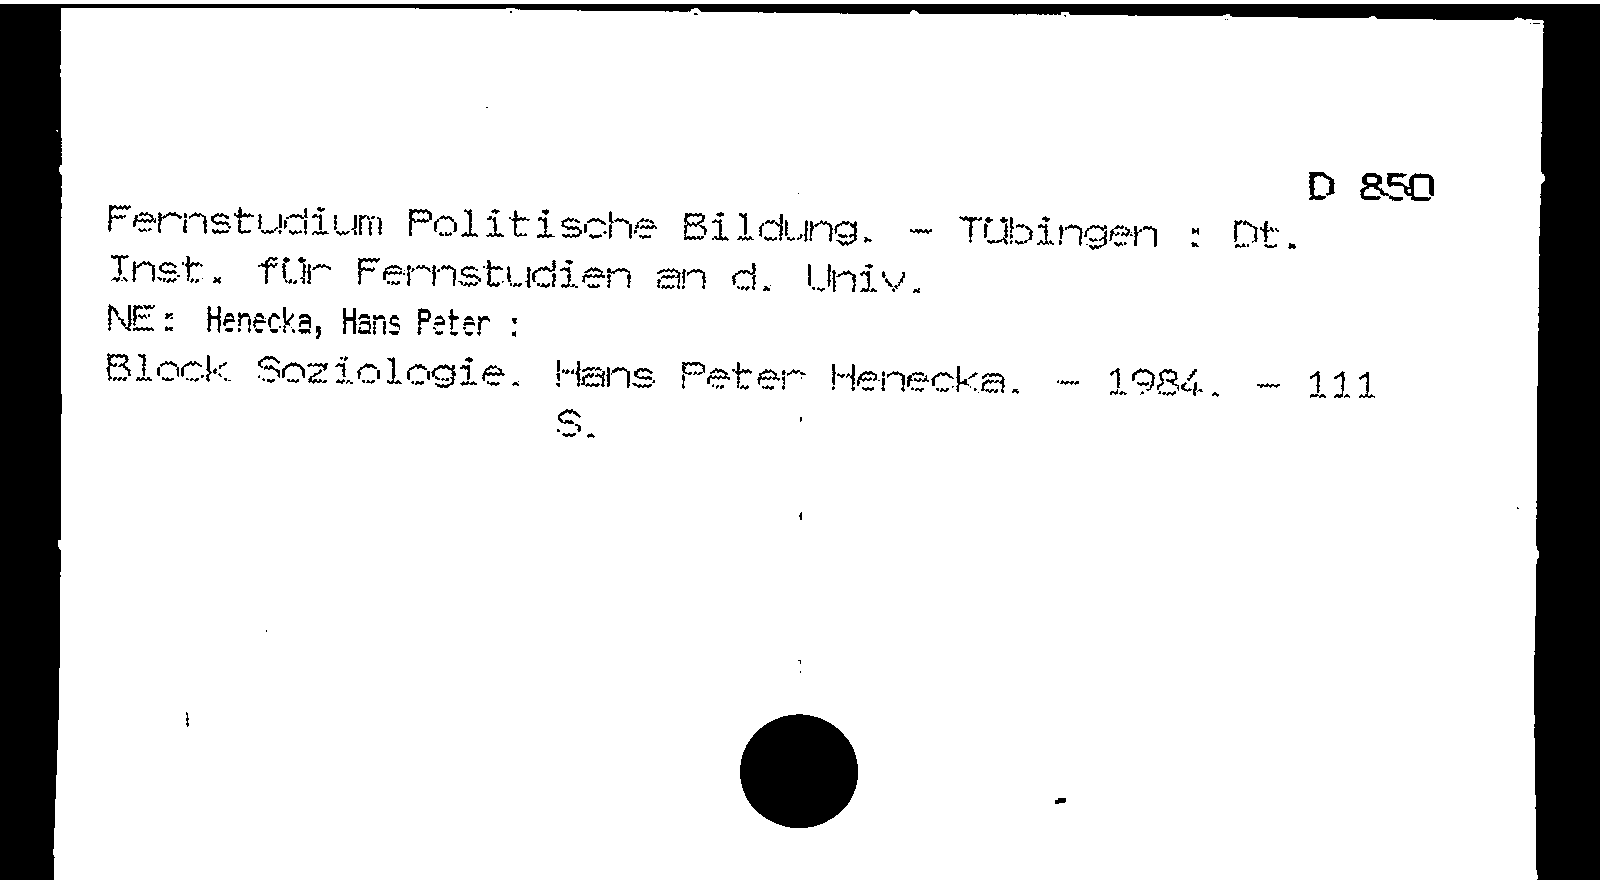 D 850
Fernstudium Politische Bildung. - Tübingen : Dt.
Inst. für Fernstudien an d. Univ.
NE: Henecka, Hans Peter :
Block Soziologie. Hans Peter Henecka. - 1984. - 111
S.